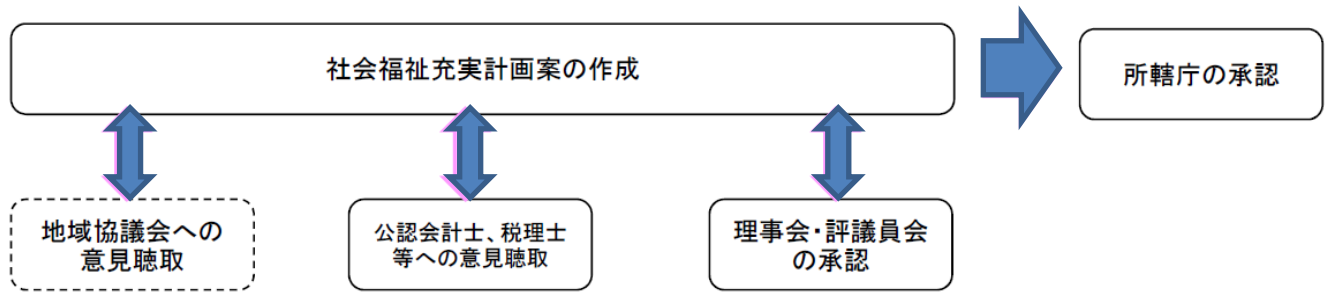 社会福祉充実計画案の作成
所轄庁の承認
地域協議会への
意見聴取
公認会計士、税理士
等への意見聴取
理事会・評議員会
の承認